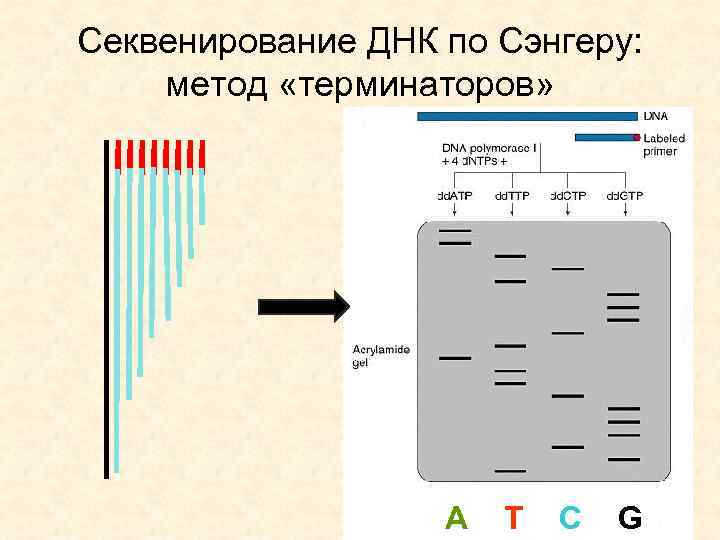 Секвенирование ДНК по Сэнгеру:
метод «терминаторов»
DNA
Labeled
primer
DNA polymerase I
+ 4 dNTPs +
ddATP ddTTP ddCTP ddGTP
Acrylamide
gel
A T C G